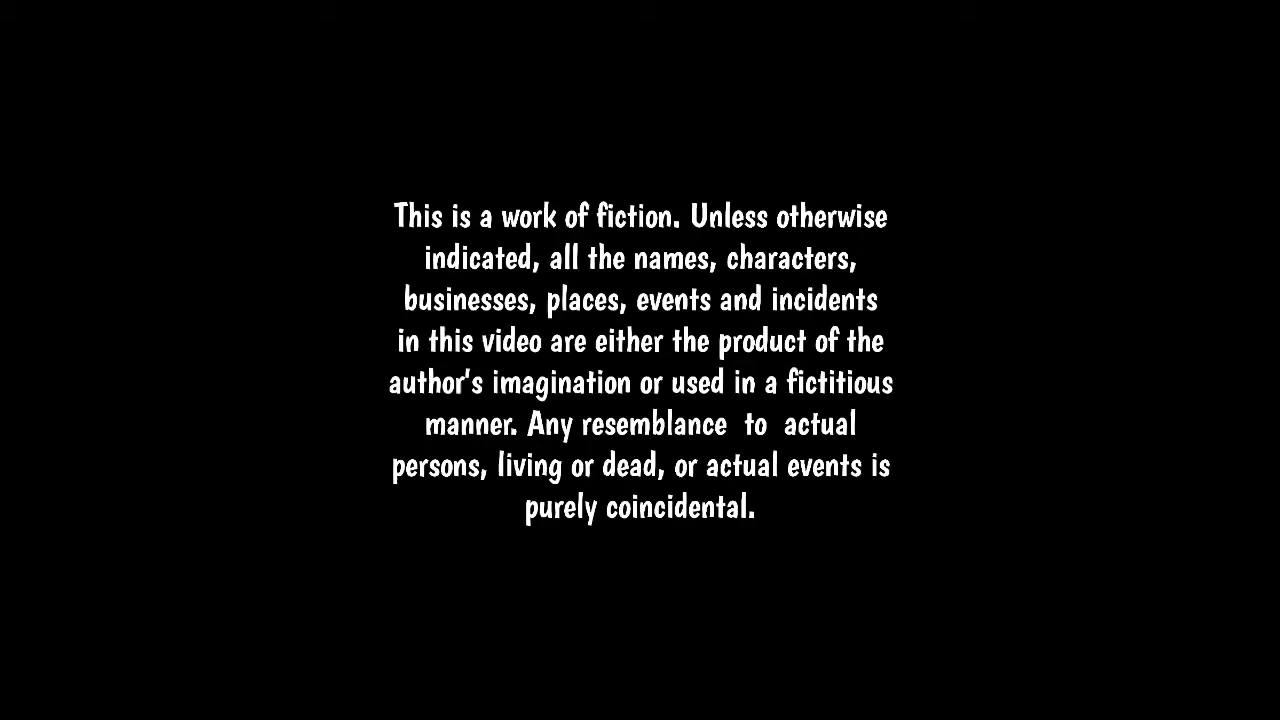 This is a work of fiction. Unless otherwise
indicated, all the names, characters,
businesses, places, events and incidents
in this video are either the product of the
author's imagination or used in a fictitious
manner. Any resemblance  to  actual
persons, living or dead, or actual events is
purely coincidental.